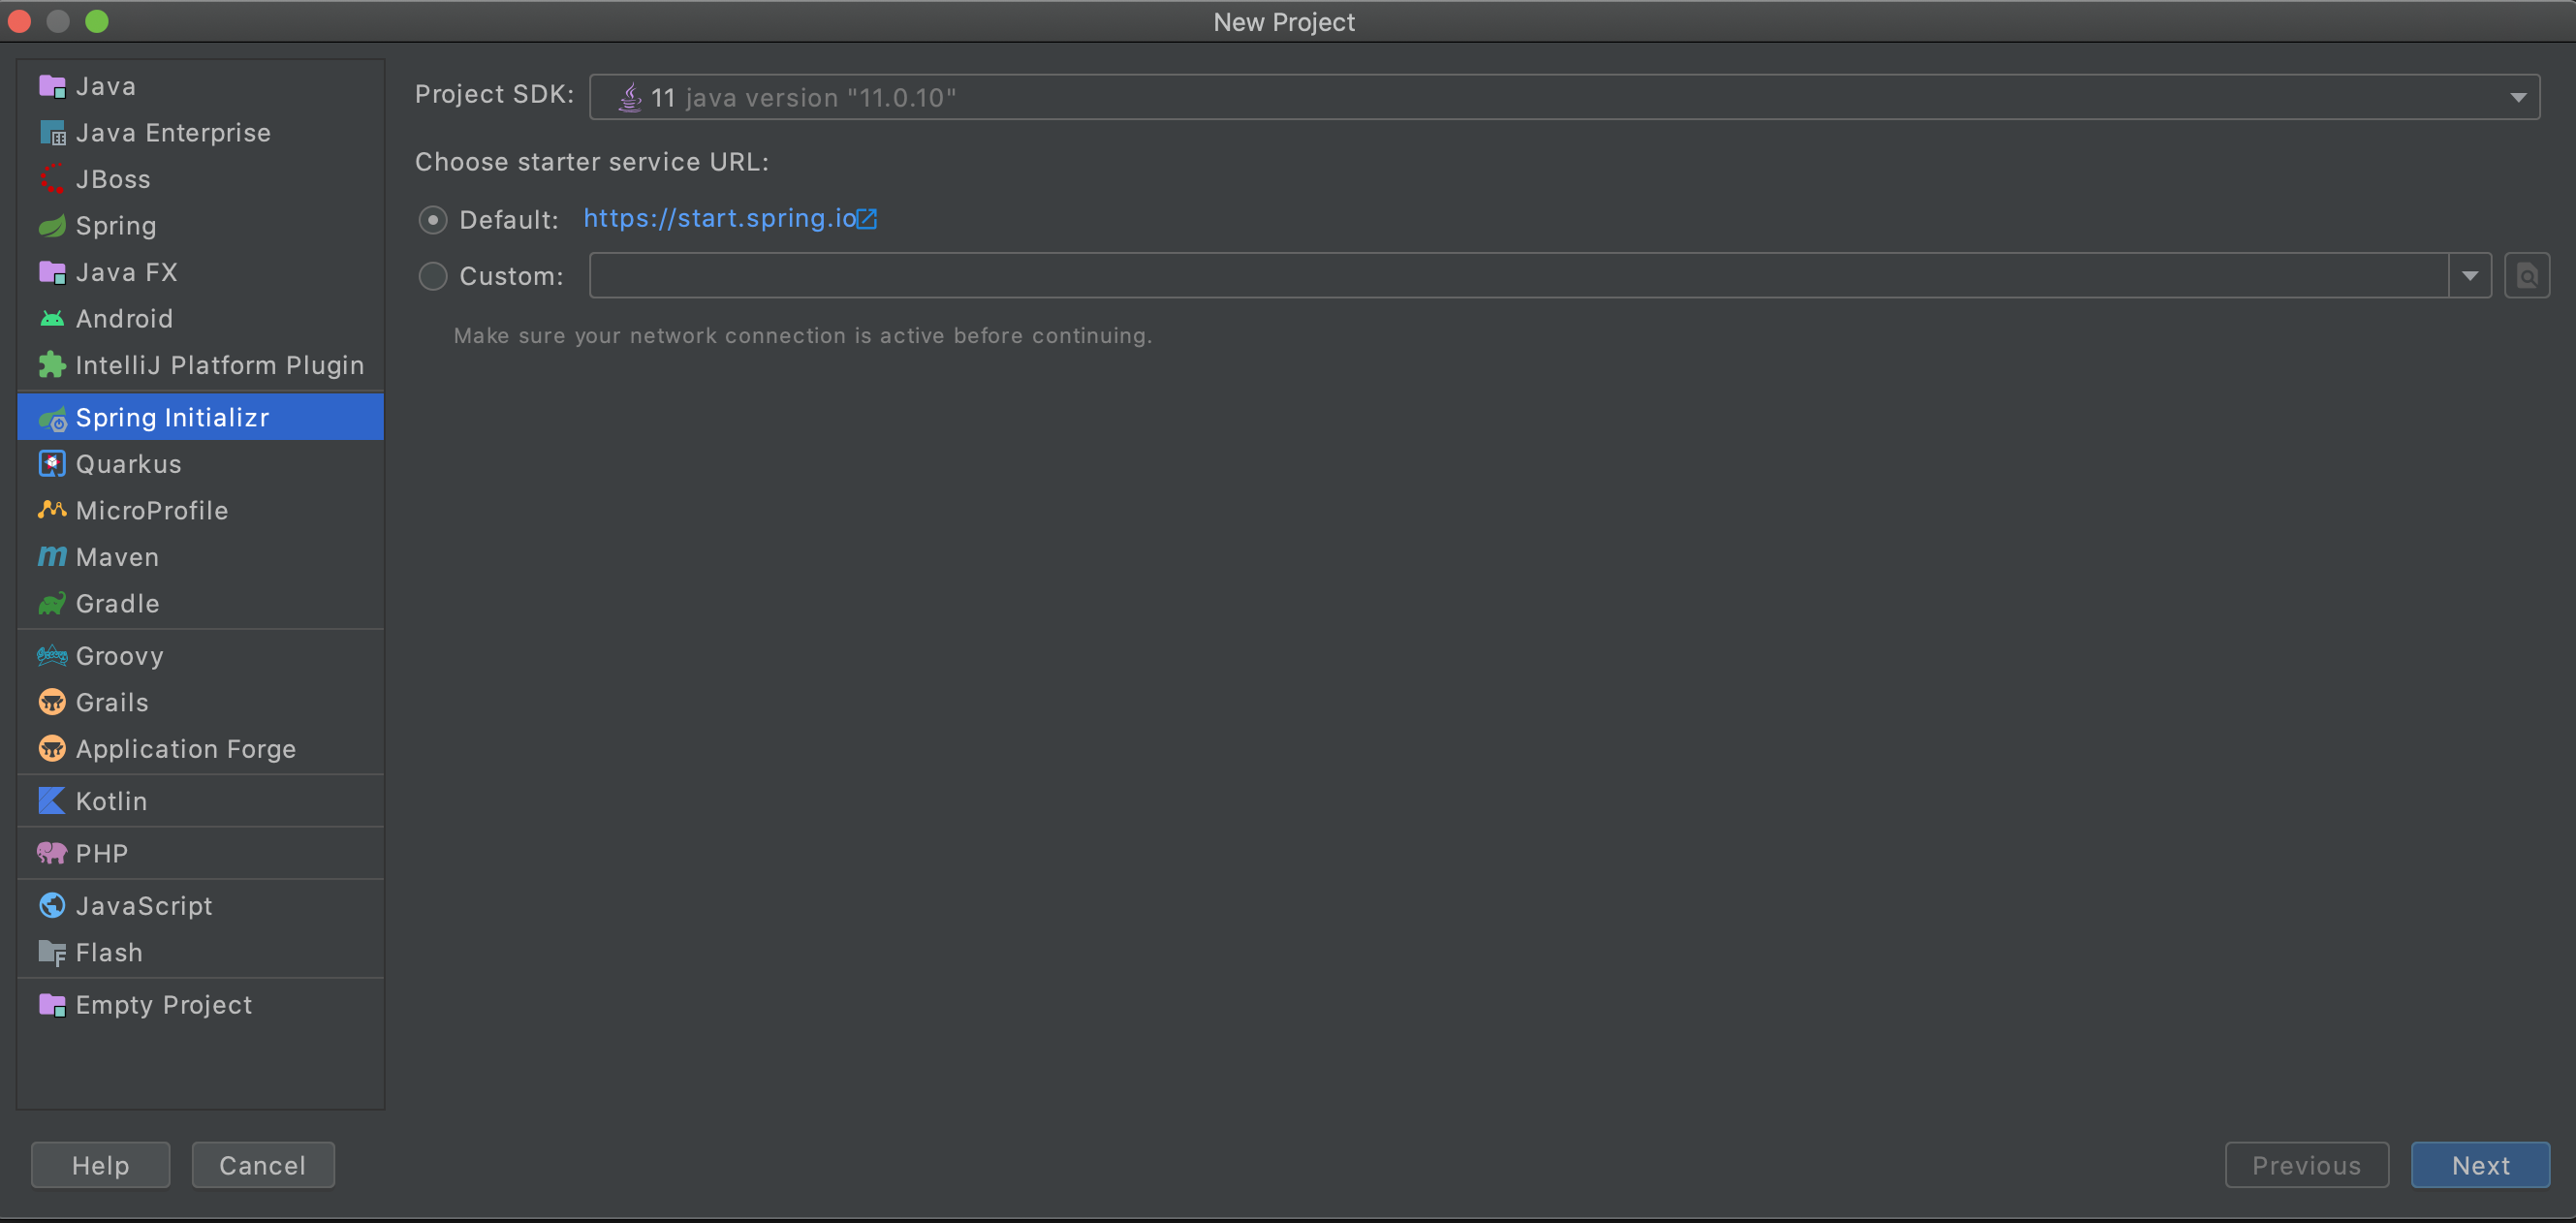 New Project
Java
Java Enterprise
JBoss
Spring
Java FX
Android
IntelliJ Platform Plugin
Spring Initializr
Quarkus
MicroProfile
Maven
Gradle
Groovy
Grails
Application Forge
Kotlin
PHP
JavaScript
Flash
Empty Project
Project SDK: 11 java version "11.0.10"
Choose starter service URL:
Default: https://start.spring.io
Custom:
Make sure your network connection is active before continuing.
Help Cancel Previous Next